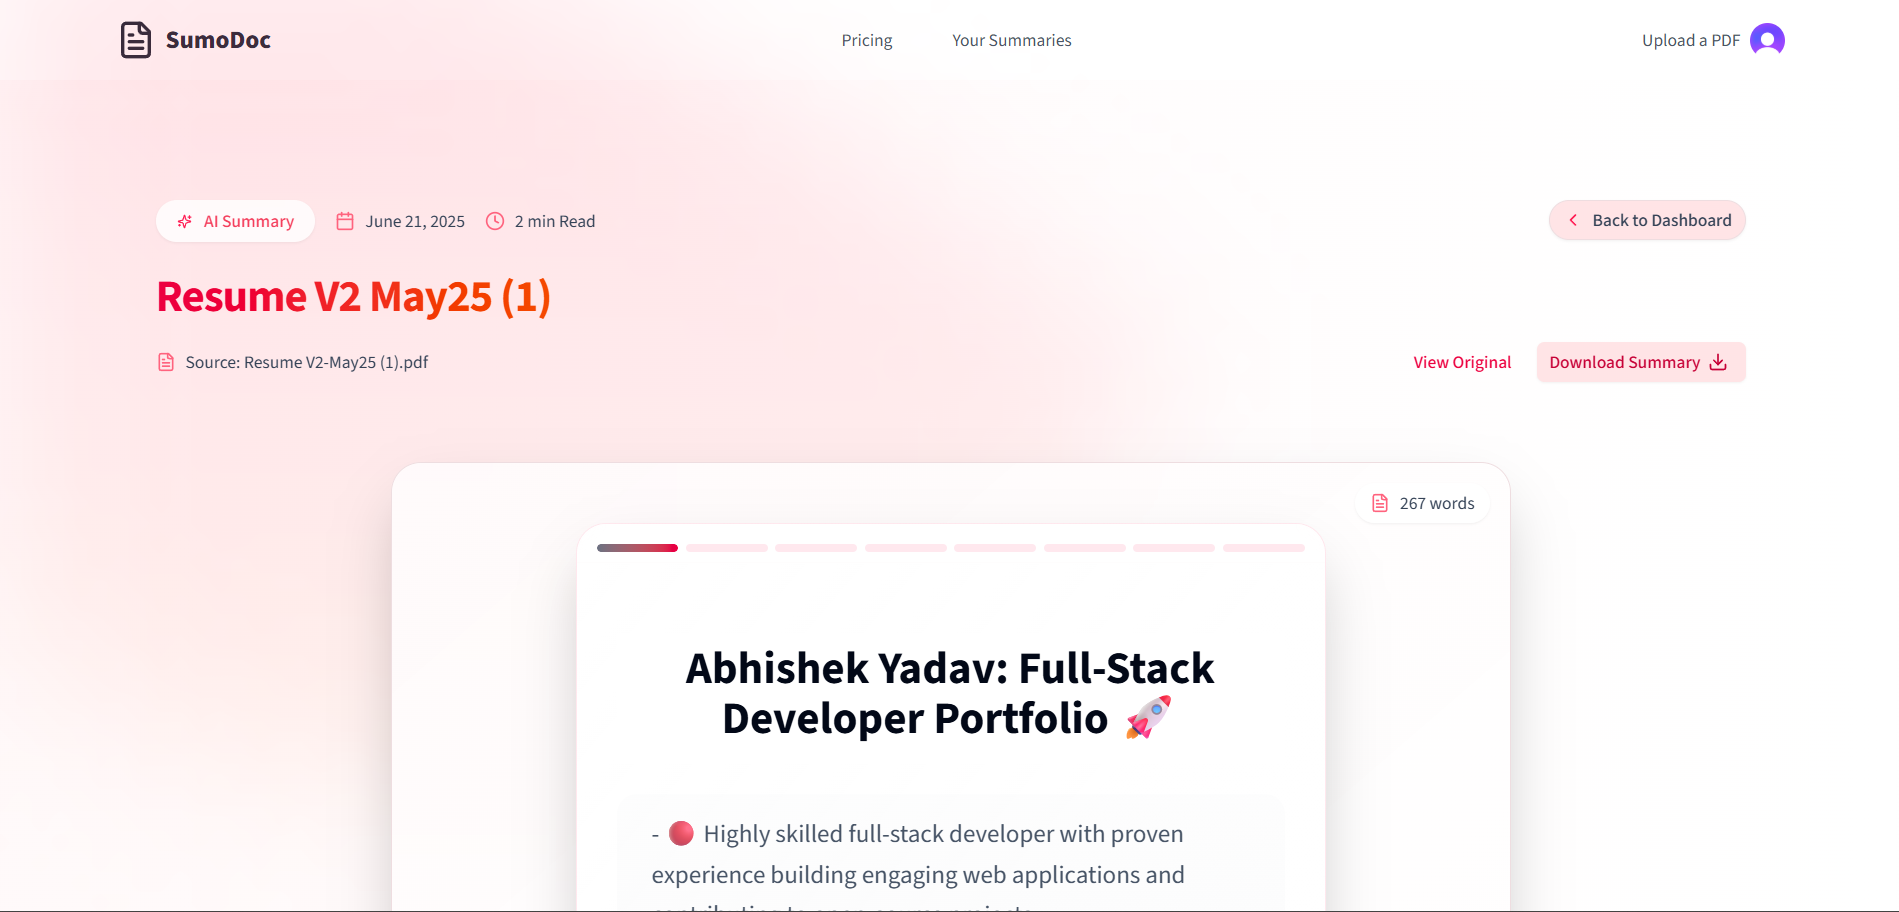 SumoDoc
Pricing
Your Summaries
Upload a PDF
AI Summary
June 21, 2025
2 min Read
Back to Dashboard
Resume V2 May25 (1)
Source: Resume V2-May25 (1).pdf
View Original
Download Summary
267 words
Abhishek Yadav: Full-Stack
Developer Portfolio 🚀
- 🔴 Highly skilled full-stack developer with proven
experience building engaging web applications and